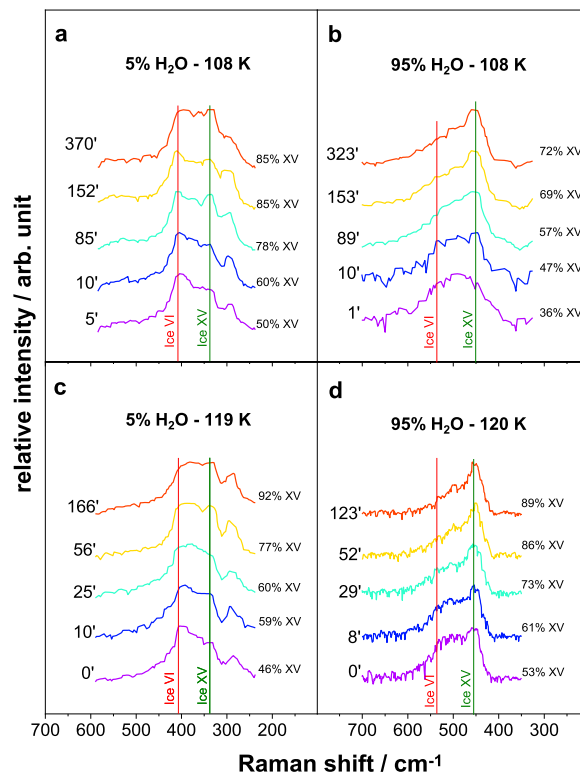 relative intensity / arb. unit
a
5% H₂O - 108 K
370'
85% XV
152'
85% XV
85'
78% XV
10'
60% XV
5'
50% XV
Ice VI
Ice XV
b
95% H₂O - 108 K
323'
72% XV
153'
69% XV
89'
57% XV
10'
47% XV
1'
36% XV
Ice VI
Ice XV
c
5% H₂O - 119 K
166'
92% XV
56'
77% XV
25'
60% XV
10'
59% XV
0'
46% XV
Ice VI
Ice XV
d
95% H₂O - 120 K
123'
89% XV
52'
86% XV
29'
73% XV
8'
61% XV
0'
53% XV
Ice VI
Ice XV
700 600 500 400 300 200 700 600 500 400 300
Raman shift / cm⁻¹